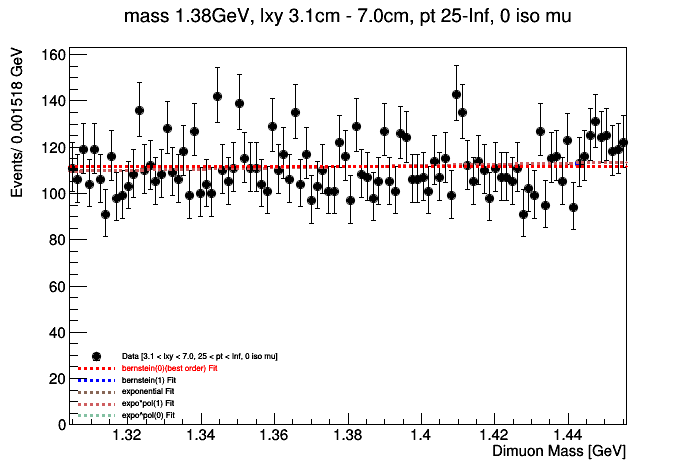 mass 1.38GeV, lxy 3.1cm - 7.0cm, pt 25-Inf, 0 iso mu
Events/ 0.001518 GeV
160
140
120
100
80
60
40
20
0
Data [3.1 < lxy < 7.0, 25 < pt < Inf, 0 iso mu]
bernstein(0)(best order) Fit
bernstein(1) Fit
exponential Fit
expo*pol(1) Fit
expo^pol(0) Fit
1.32 1.34 1.36 1.38 1.4 1.42 1.44
Dimuon Mass [GeV]